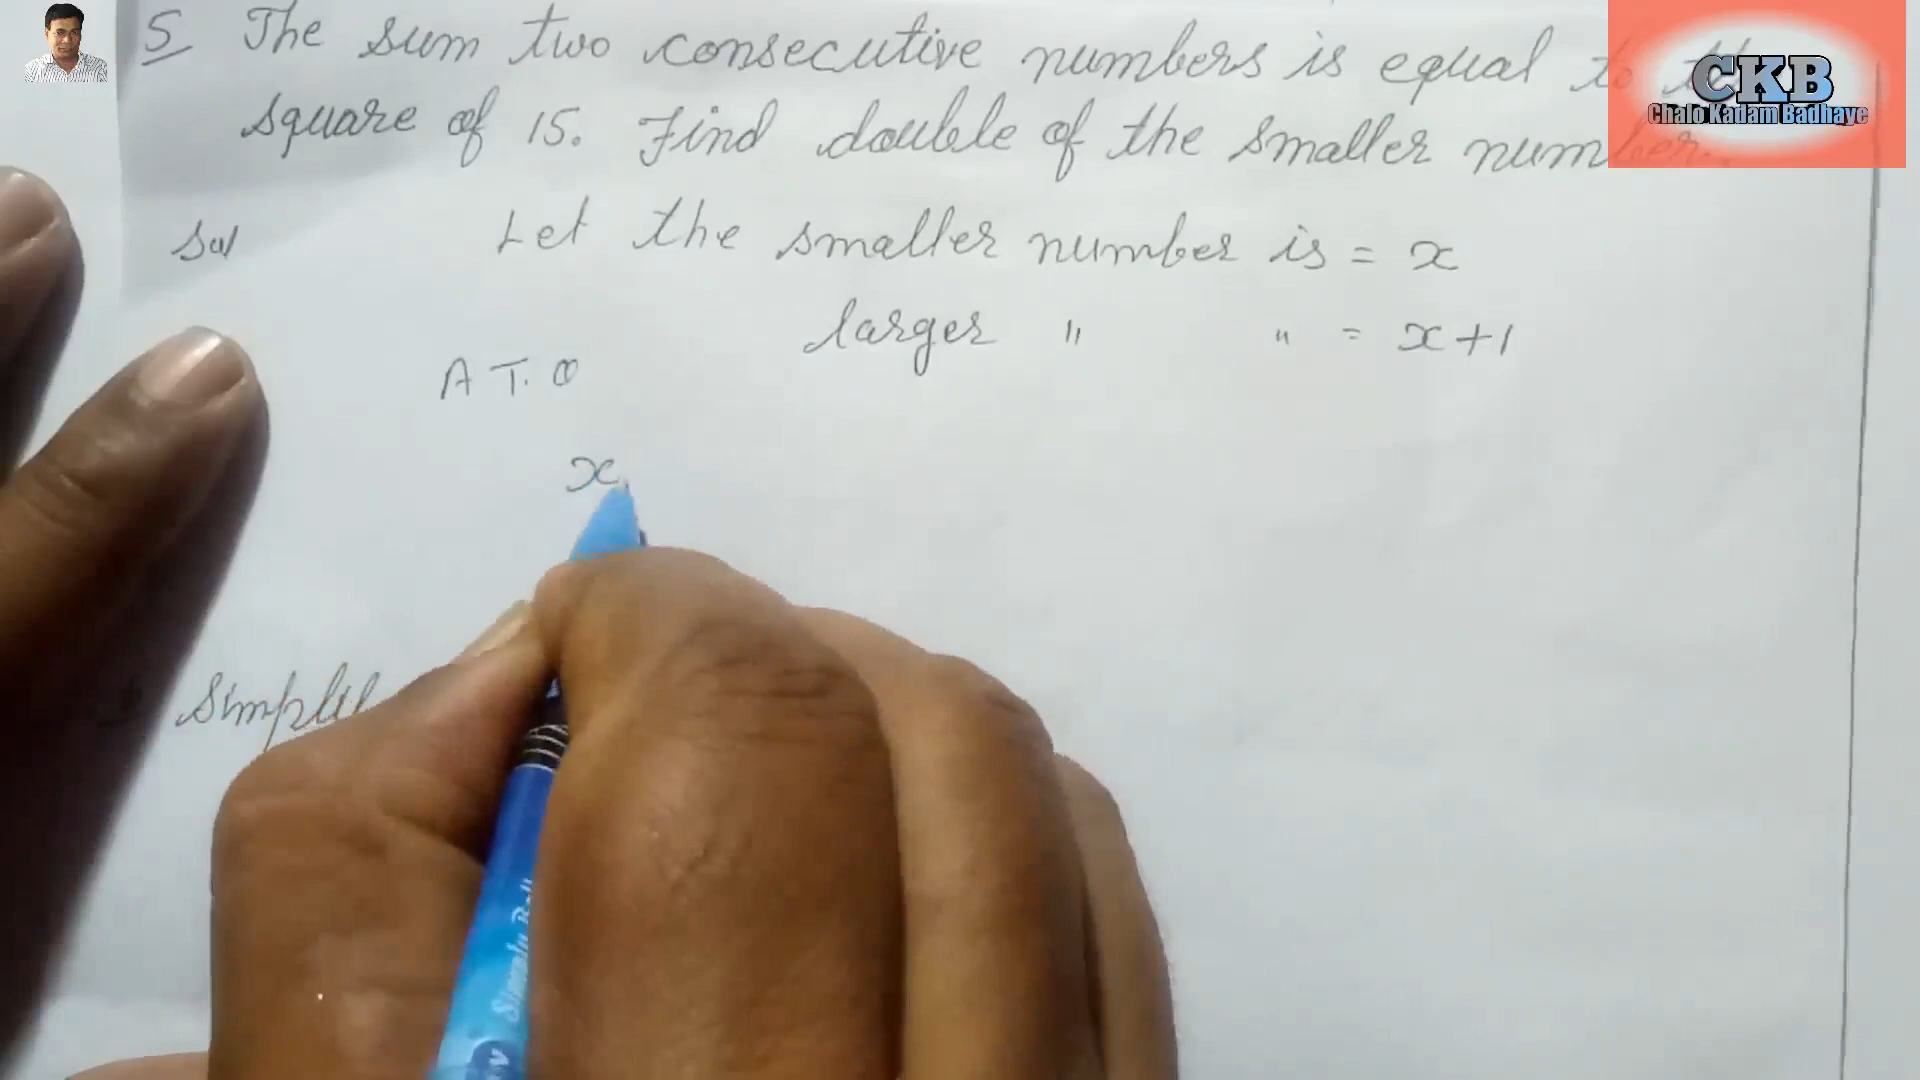 5 The sum two consecutive numbers is equal to
square of 15. Find double of the smaller number.
Sol Let the smaller number is = x
larger " " = x+1
A T. Q
x
CKB
Chalo Kadam Badhaye